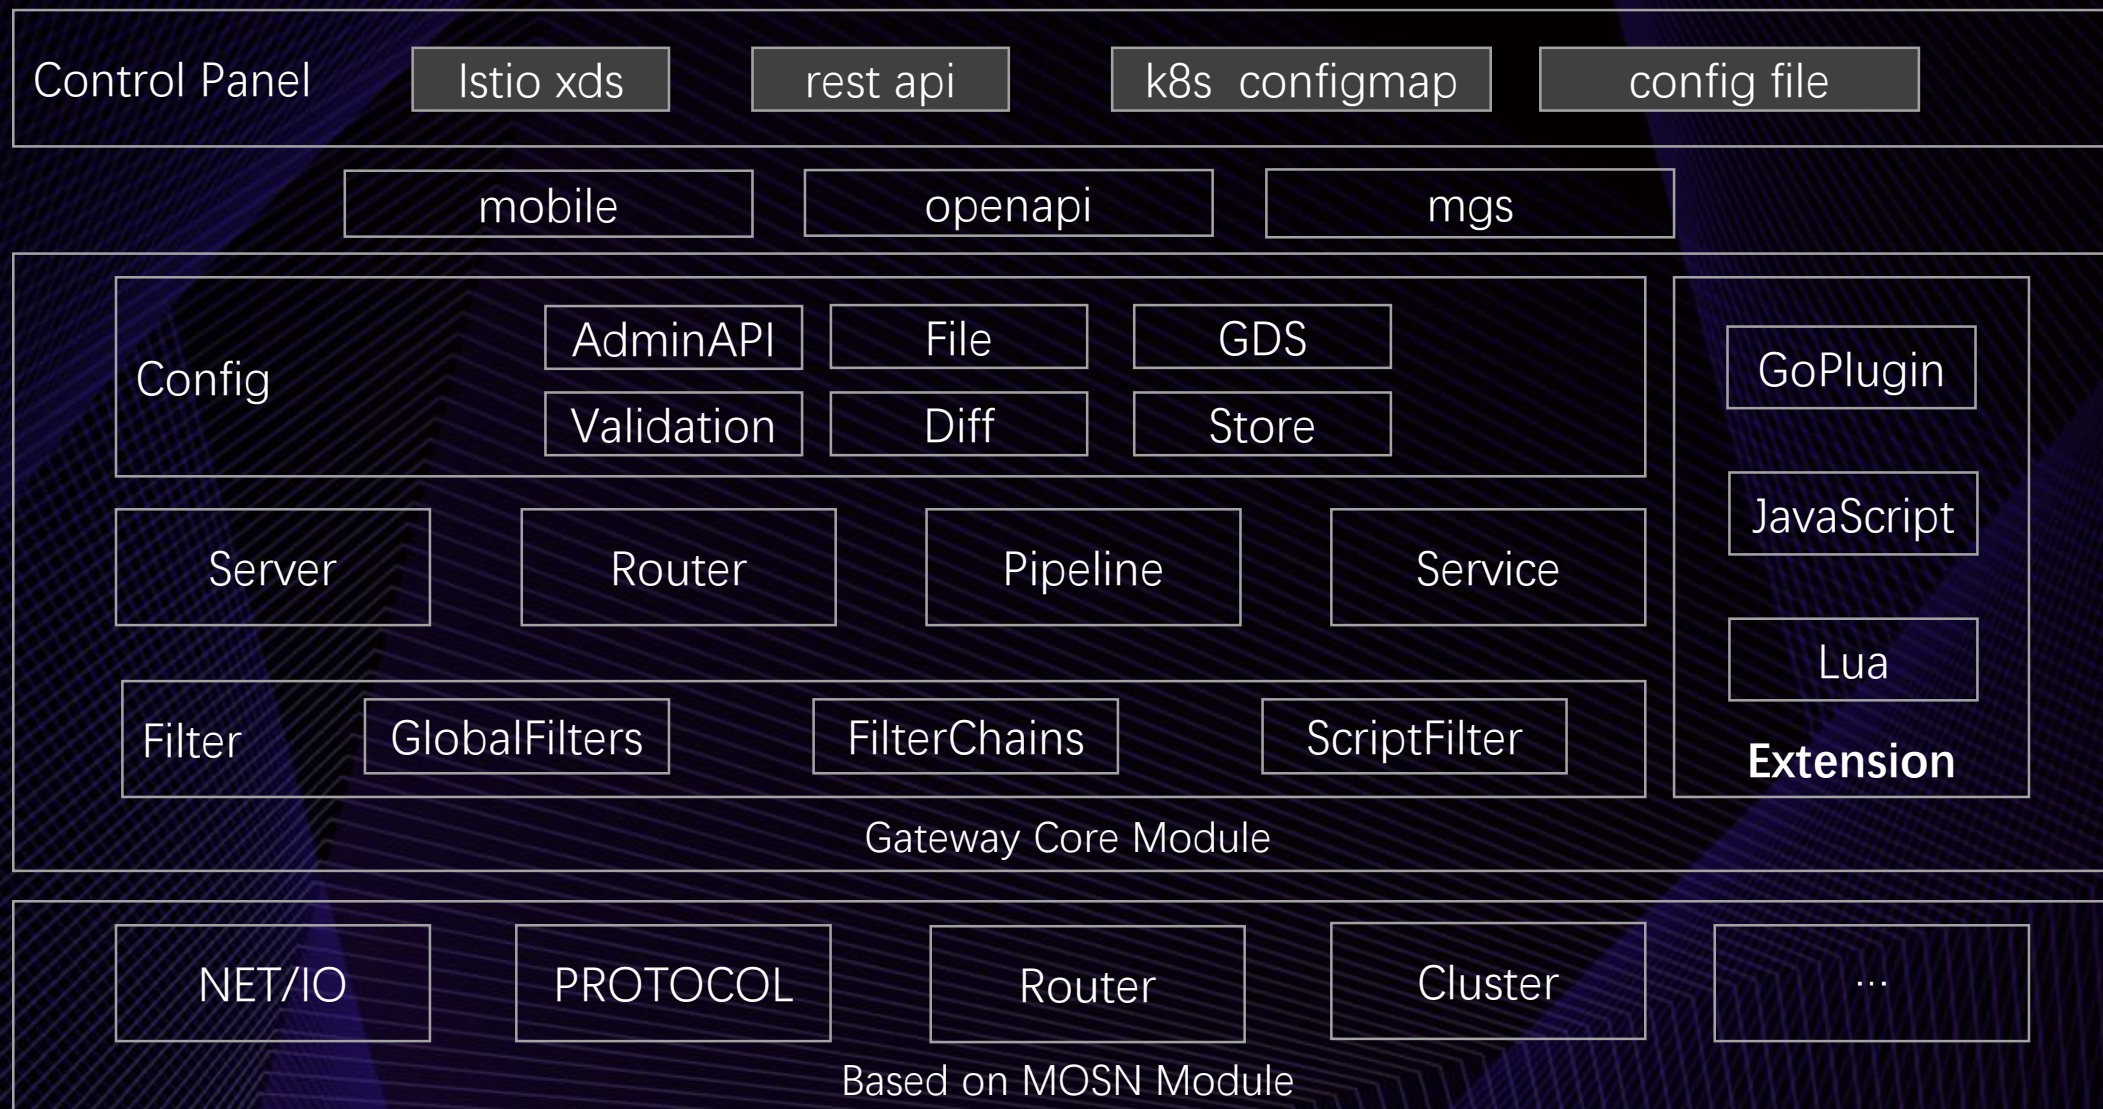 Control Panel
Istio xds
rest api
k8s configmap
config file
mobile
openapi
mgs
Config
AdminAPI
File
GDS
Validation
Diff
Store
Server
Router
Pipeline
Service
Filter
GlobalFilters
FilterChains
ScriptFilter
GoPlugin
JavaScript
Lua
Extension
Gateway Core Module
NET/IO
PROTOCOL
Router
Cluster
...
Based on MOSN Module